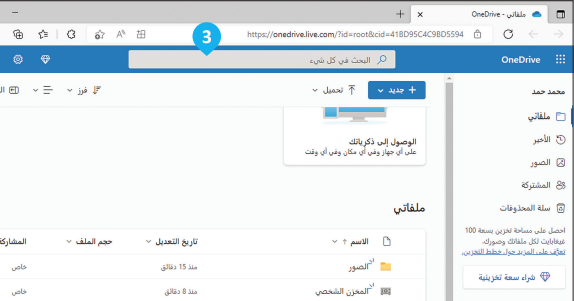 ملفاتي - OneDrive
https://onedrive.live.com/?id=root&cid=41BD95C4C9BD5594
3
OneDrive
البحث في كل شيء
محمد حمد
ملفاتي
الأخير
الصور
المشتركة
سلة المحذوفات
احصل على مساحة تخزين بسعة 100
غيغابايت لكل ملفاتك وصورك.
تعرّف على المزيد حول خطط التخزين.
شراء سعة تخزينية
جديد
تحميل
فرز
الوصول إلى ذكرياتك
على أي جهاز وفي أي مكان وفي أي وقت
ملفاتي
الاسم تاريخ التعديل حجم الملف المشاركة
الصور منذ 15 دقائق خاص
المخزن الشخصي منذ 8 دقائق خاص